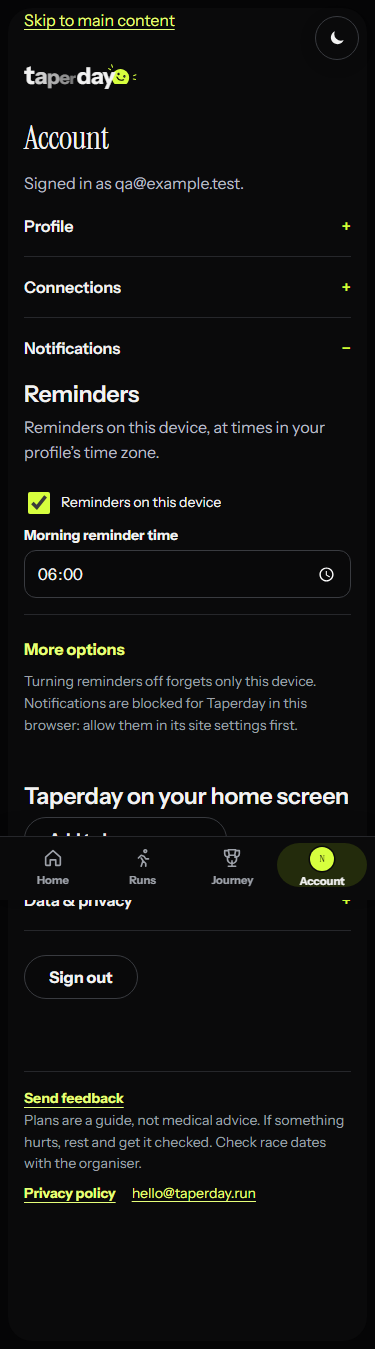 Skip to main content
taperday
Account
Signed in as qa@example.test.
Profile +
Connections +
Notifications −
Reminders
Reminders on this device, at times in your
profile's time zone.
Reminders on this device
Morning reminder time
06:00
More options
Turning reminders off forgets only this device.
Notifications are blocked for Taperday in this
browser: allow them in its site settings first.
Taperday on your home screen
Home Runs Journey N Account
Data & privacy +
Sign out
Send feedback
Plans are a guide, not medical advice. If something
hurts, rest and get it checked. Check race dates
with the organiser.
Privacy policy hello@taperday.run